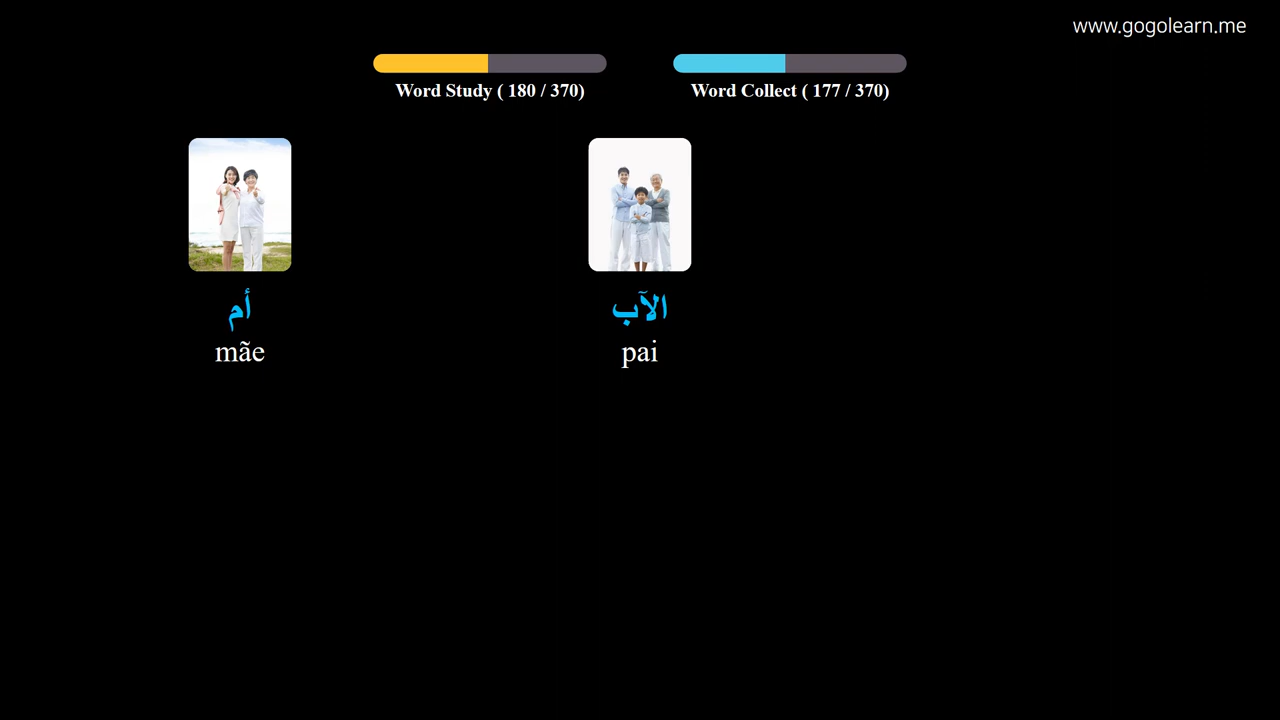 www.gogolearn.me
Word Study ( 180 / 370)
Word Collect ( 177 / 370)
أم
mãe
الآب
pai